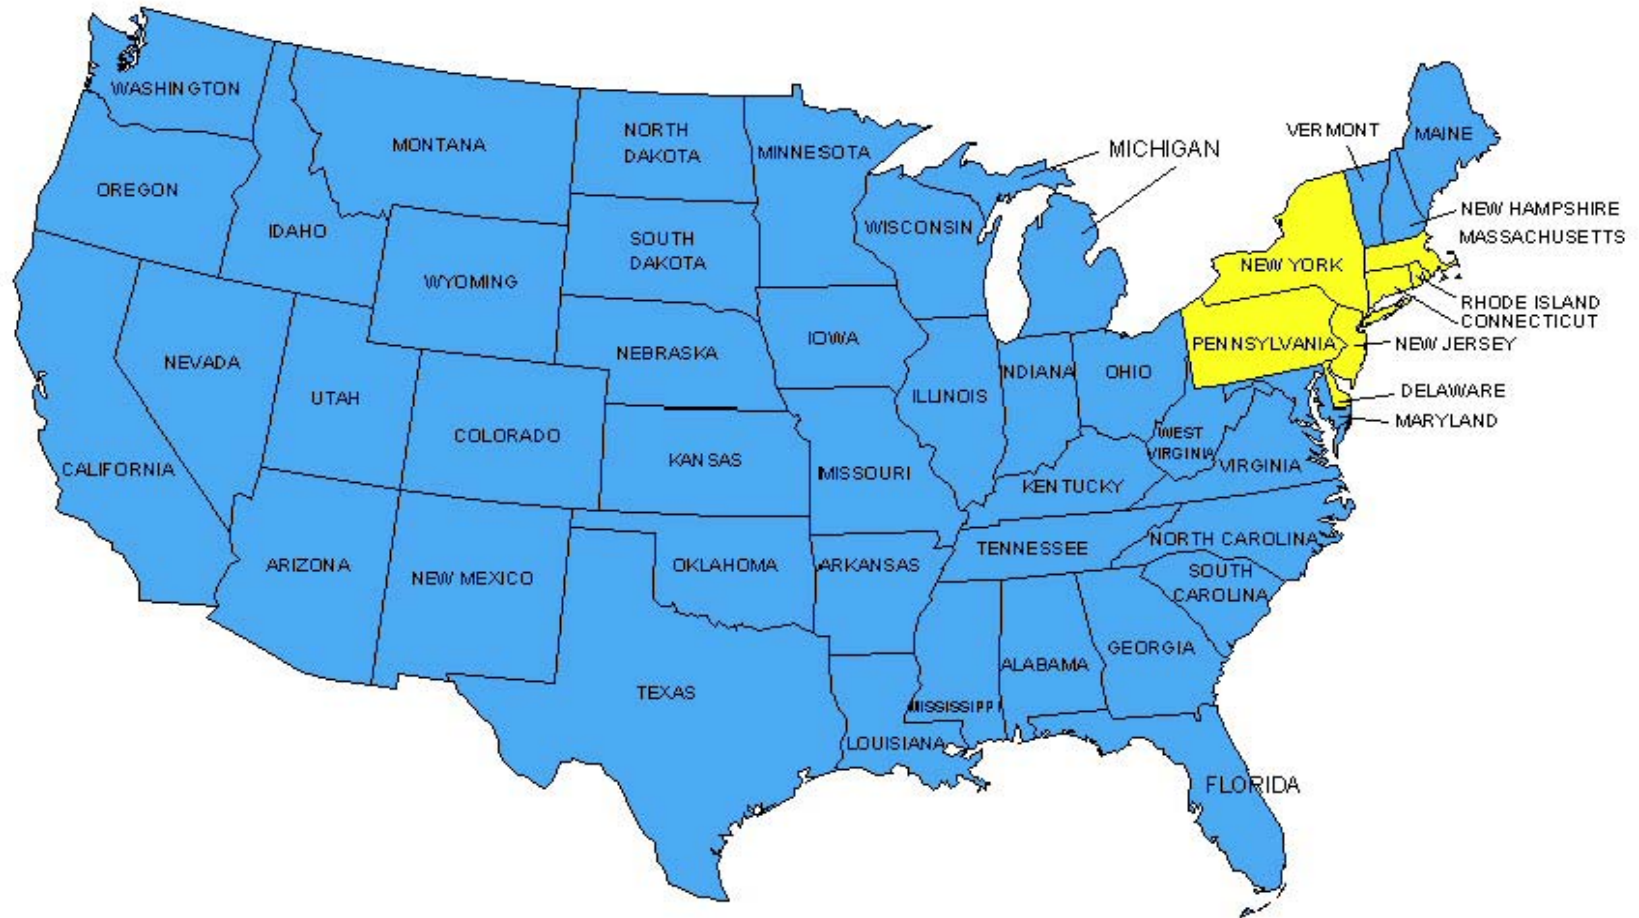 WASHINGTON
MONTANA
NORTH
DAKOTA
MINNESOTA
MICHIGAN
VERMONT
MAINE
OREGON
IDAHO
WYOMING
SOUTH
DAKOTA
WISCONSIN
NEW YORK
NEW HAMPSHIRE
MASSACHUSETTS
RHODE ISLAND
CONNECTICUT
NEW JERSEY
PENNSYLVANIA
DELAWARE
MARYLAND
NEVADA
UTAH
NEBRASKA
IOWA
ILLINOIS
INDIANA
OHIO
CALIFORNIA
COLORADO
KANSAS
MISSOURI
KENTUCKY
WEST
VIRGINIA
VIRGINIA
ARIZONA
NEW MEXICO
OKLAHOMA
ARKANSAS
TENNESSEE
NORTH CAROLINA
SOUTH
CAROLINA
TEXAS
LOUISIANA
MISSISSIPPI
ALABAMA
GEORGIA
FLORIDA